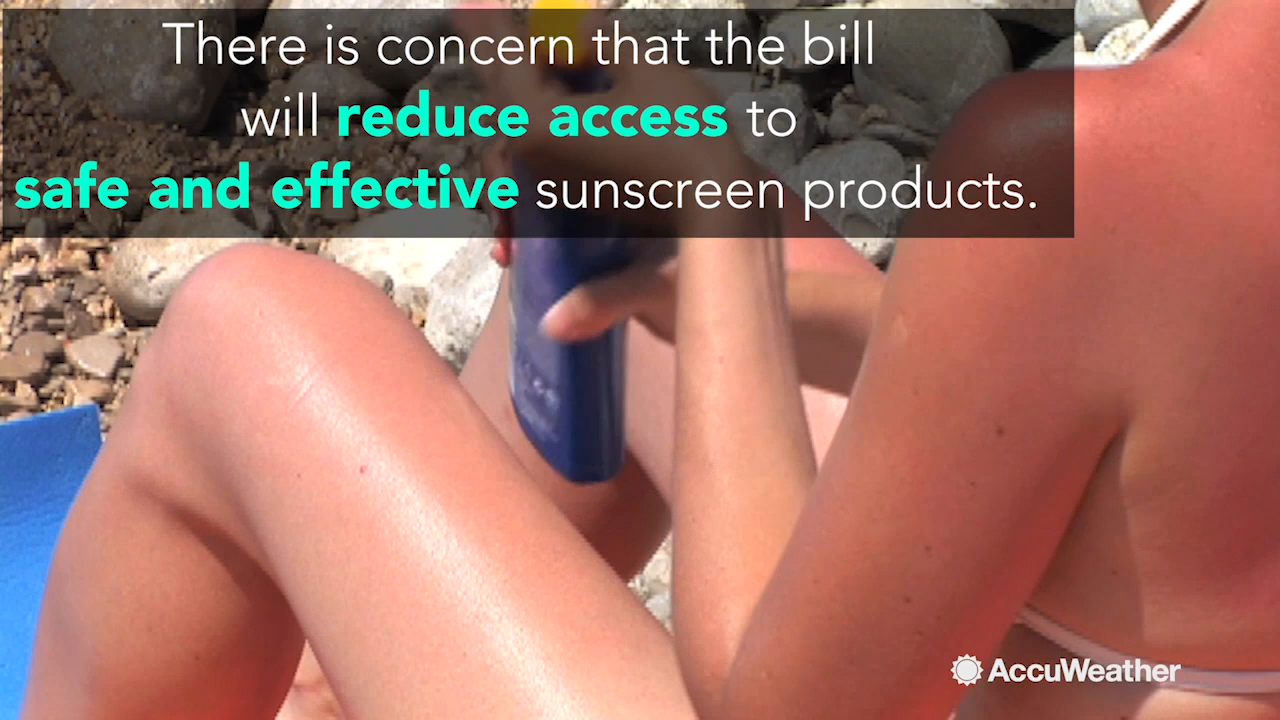 There is concern that the bill
will reduce access to
safe and effective sunscreen products.
AccuWeather